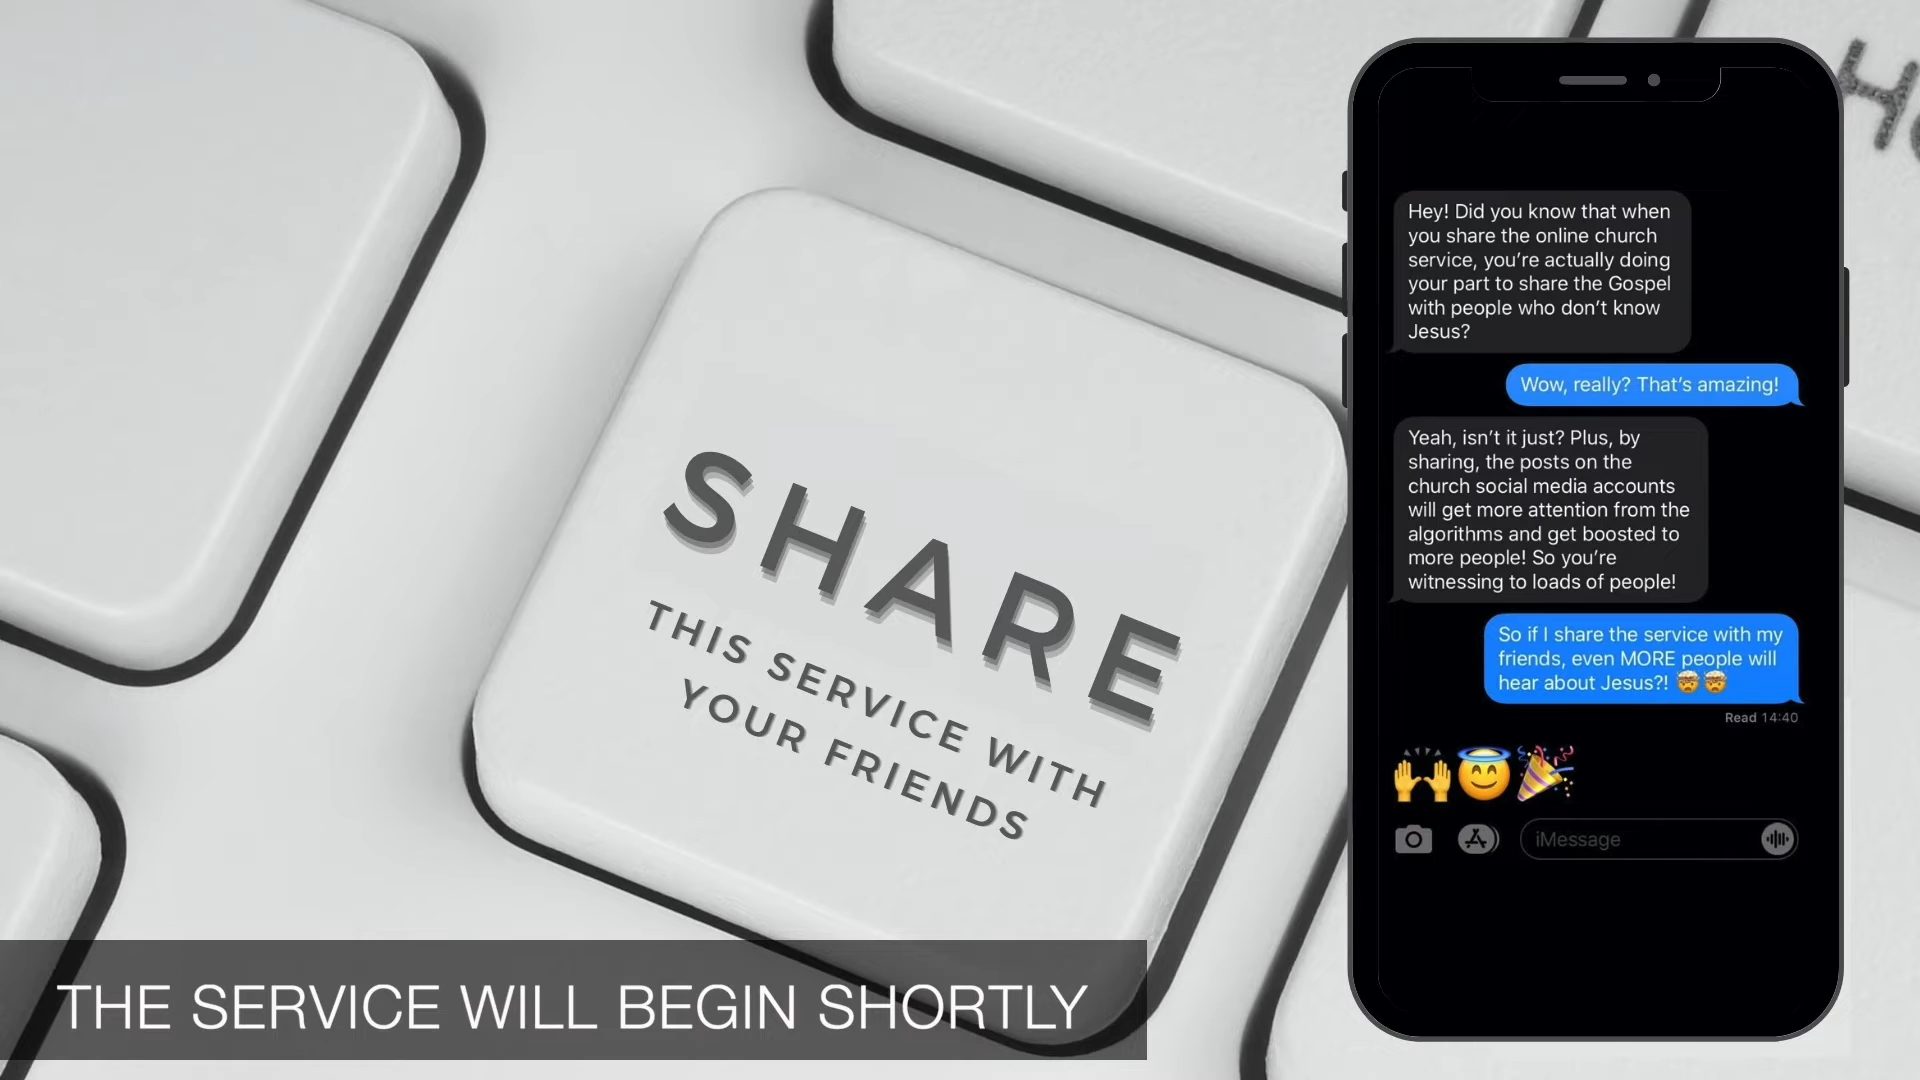 SHARE
THIS SERVICE WITH
YOUR FRIENDS
THE SERVICE WILL BEGIN SHORTLY
Hey! Did you know that when
you share the online church
service, you're actually doing
your part to share the Gospel
with people who don't know
Jesus?
Wow, really? That's amazing!
Yeah, isn't it just? Plus, by
sharing, the posts on the
church social media accounts
will get more attention from the
algorithms and get boosted to
more people! So you're
witnessing to loads of people!
So if I share the service with my
friends, even MORE people will
hear about Jesus?! 🤯🤯
Read 14:40
🙌😇🎉
iMessage